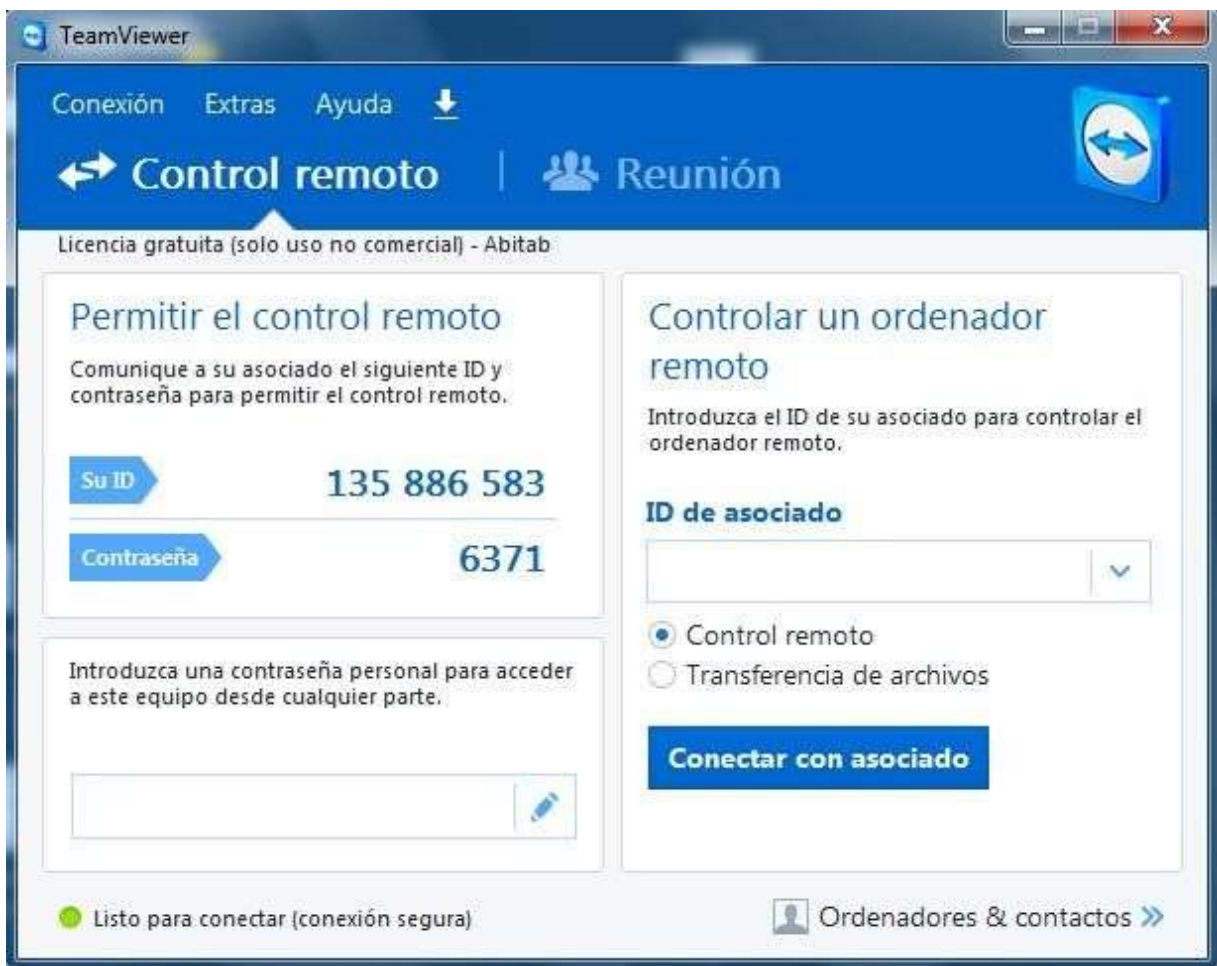 TeamViewer
Conexión Extras Ayuda
Control remoto | Reunión
Licencia gratuita (solo uso no comercial) - Abitab
Permitir el control remoto
Comunique a su asociado el siguiente ID y
contraseña para permitir el control remoto.
Su ID 135 886 583
Contraseña 6371
Introduzca una contraseña personal para acceder
a este equipo desde cualquier parte.
Controlar un ordenador
remoto
Introduzca el ID de su asociado para controlar el
ordenador remoto.
ID de asociado
Control remoto
Transferencia de archivos
Conectar con asociado
Listo para conectar (conexión segura)
Ordenadores & contactos